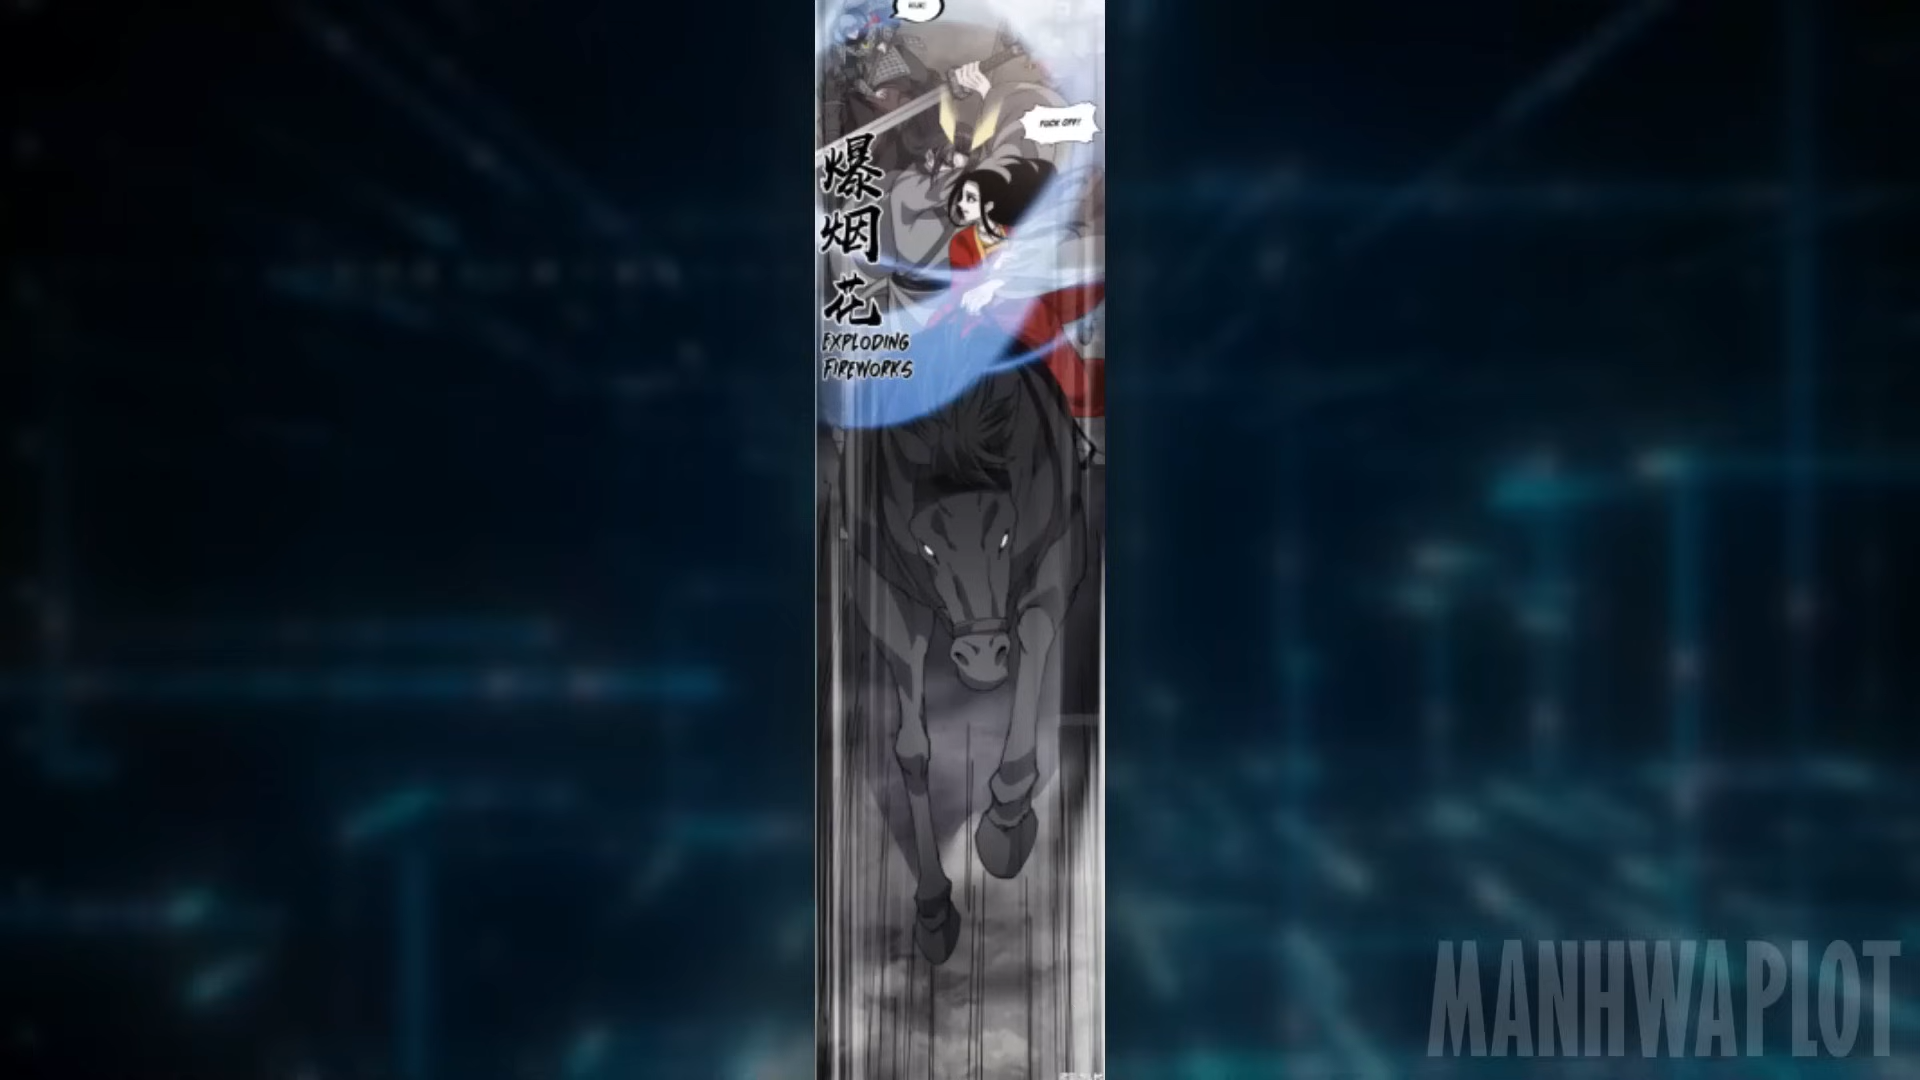 FUCK OFF!
爆
烟
花
EXPLODING
FIREWORKS
MANHWAPLOT